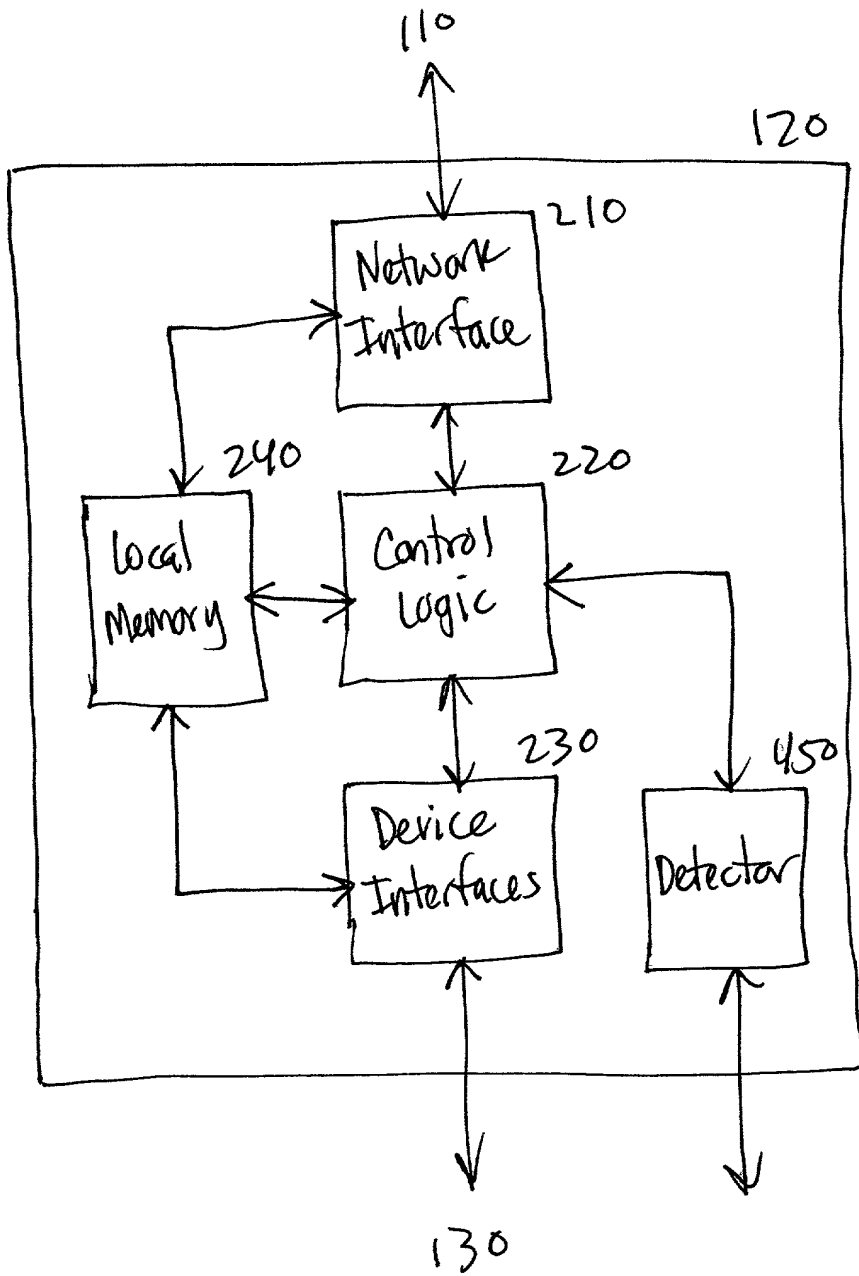 110
120
210
Network
Interface
240
220
Local
Memory
Control
Logic
230
450
Device
Interfaces
Detector
130